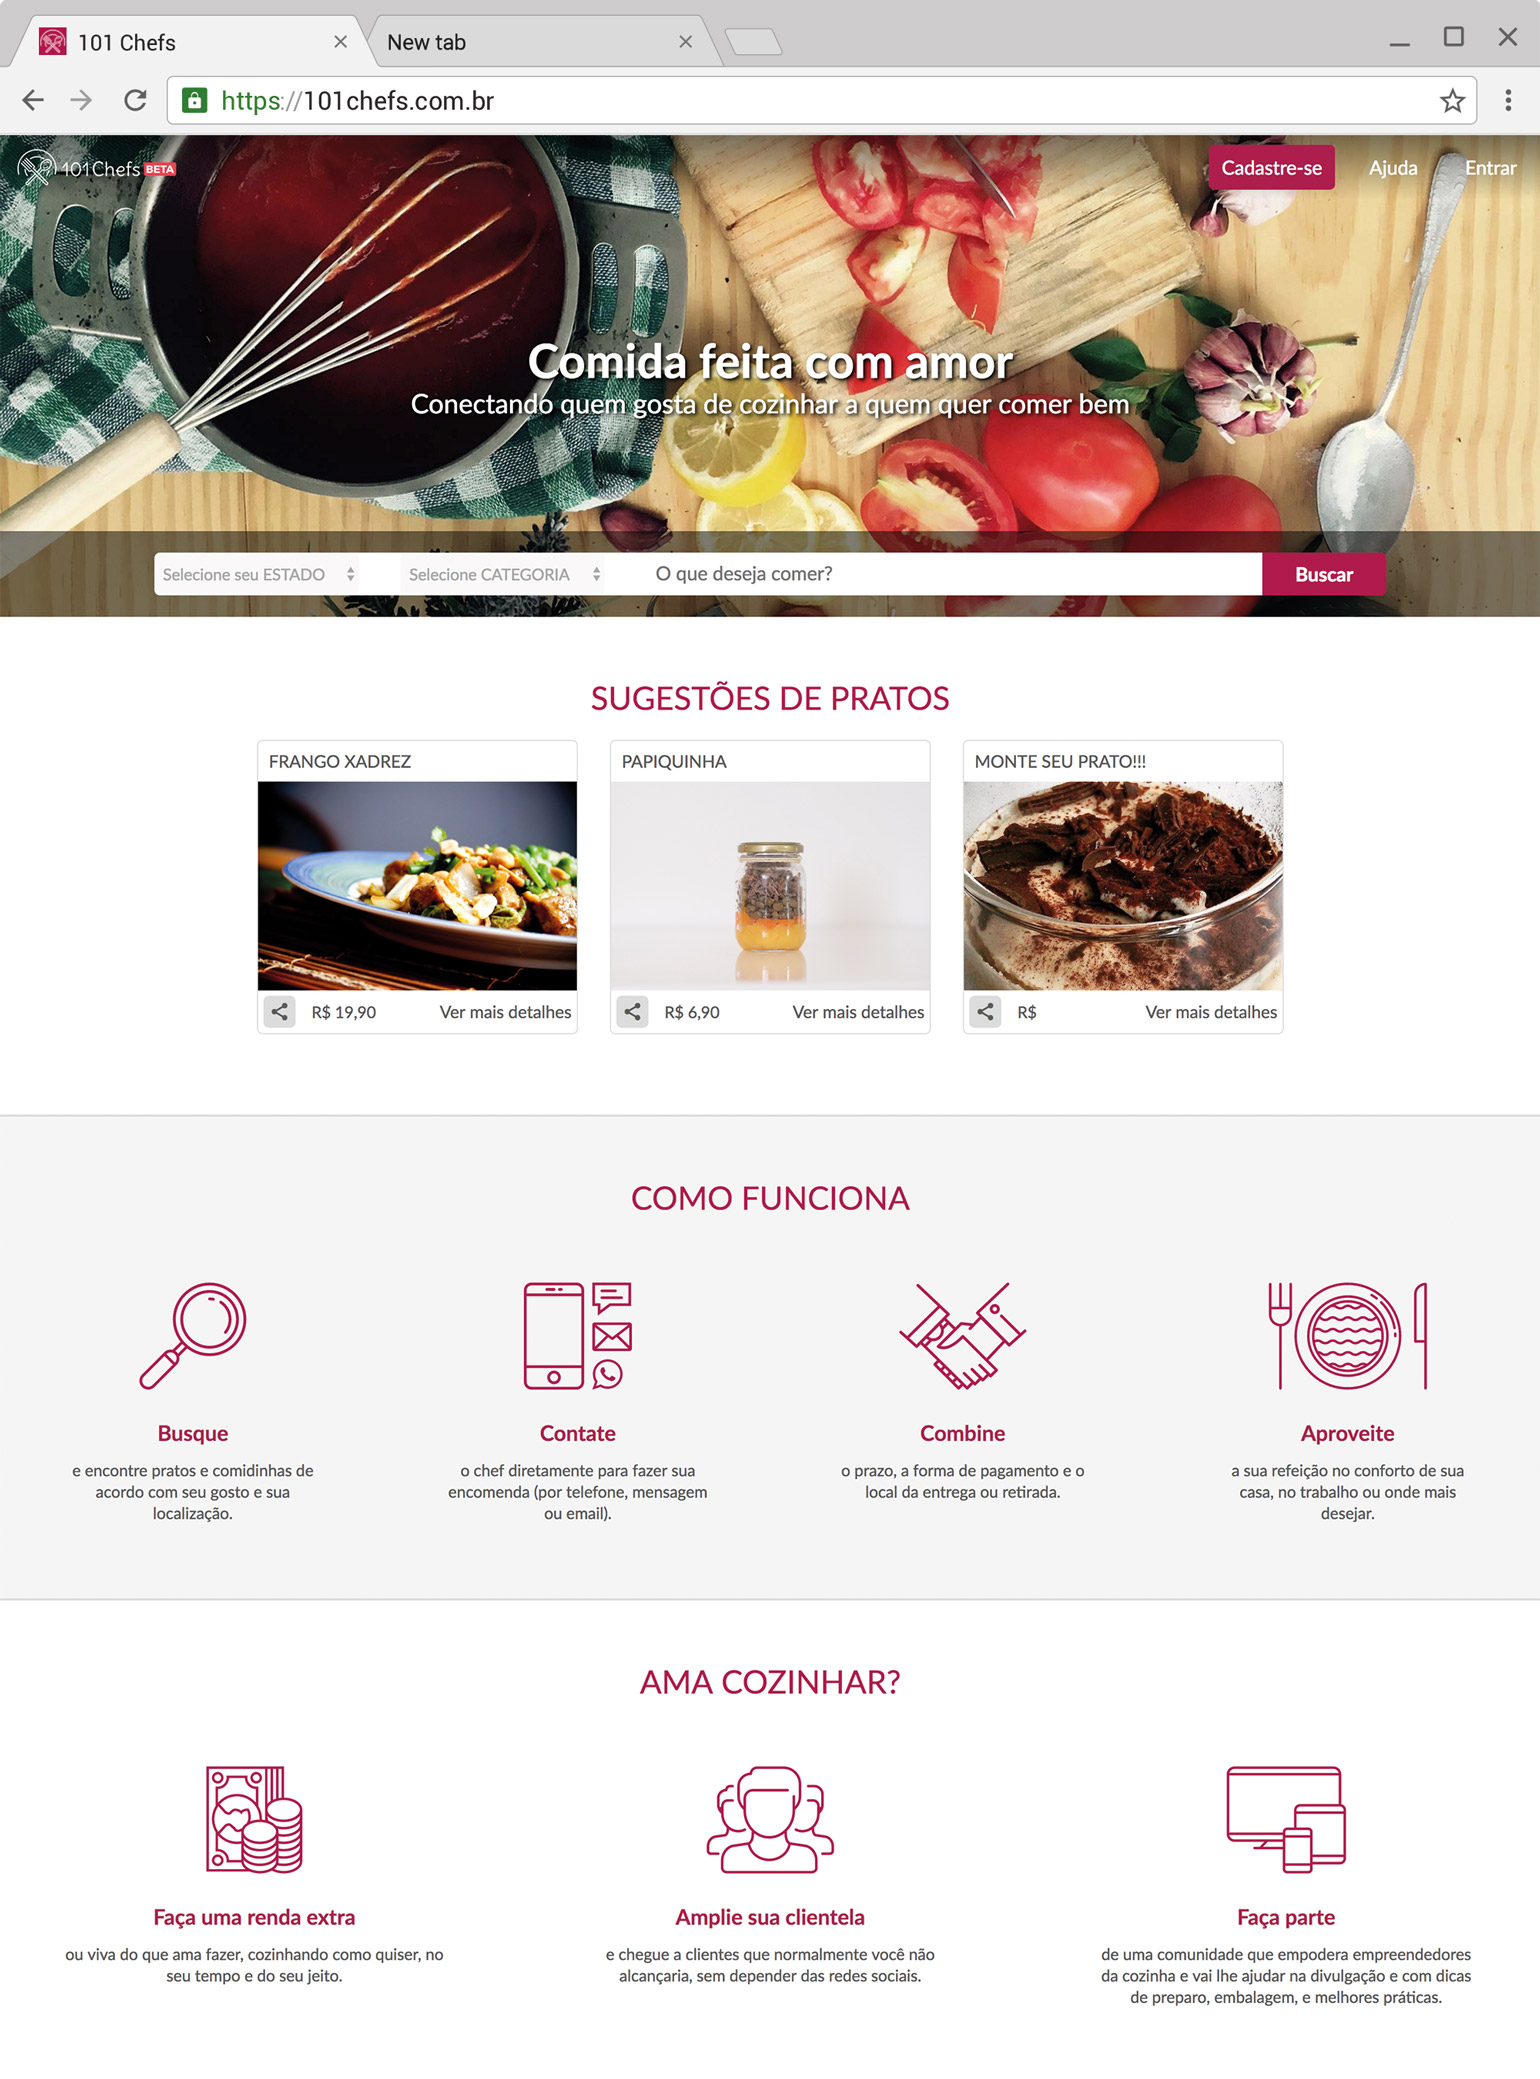 101 Chefs
New tab
https://101chefs.com.br
101Chefs BETA
Cadastre-se
Ajuda
Entrar
Comida feita com amor
Conectando quem gosta de cozinhar a quem quer comer bem
Selecione seu ESTADO
Selecione CATEGORIA
O que deseja comer?
Buscar
SUGESTÕES DE PRATOS
FRANGO XADREZ
PAPIQUINHA
MONTE SEU PRATO!!!
R$ 19,90
Ver mais detalhes
R$ 6,90
Ver mais detalhes
R$
Ver mais detalhes
COMO FUNCIONA
Busque
e encontre pratos e comidinhas de
acordo com seu gosto e sua
localização.
Contate
o chef diretamente para fazer sua
encomenda (por telefone, mensagem
ou email).
Combine
o prazo, a forma de pagamento e o
local da entrega ou retirada.
Aproveite
a sua refeição no conforto de sua
casa, no trabalho ou onde mais
desejar.
AMA COZINHAR?
Faça uma renda extra
ou viva do que ama fazer, cozinhando como quiser, no
seu tempo e do seu jeito.
Amplie sua clientela
e chegue a clientes que normalmente você não
alcançaria, sem depender das redes sociais.
Faça parte
de uma comunidade que empodera empreendedores
da cozinha e vai lhe ajudar na divulgação e com dicas
de preparo, embalagem, e melhores práticas.